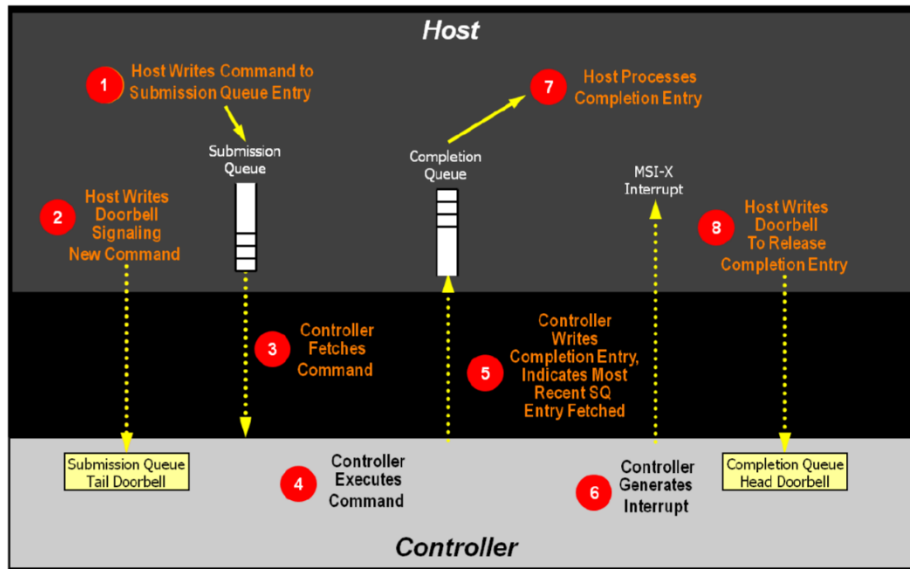 Host
1
Host Writes Command to
Submission Queue Entry
7
Host Processes
Completion Entry
Submission
Queue
Completion
Queue
MSI-X
Interrupt
2
Host Writes
Doorbell
Signaling
New Command
8
Host Writes
Doorbell
To Release
Completion Entry
3
Controller
Fetches
Command
5
Controller
Writes
Completion Entry,
Indicates Most
Recent SQ
Entry Fetched
Submission Queue
Tail Doorbell
4
Controller
Executes
Command
6
Controller
Generates
Interrupt
Completion Queue
Head Doorbell
Controller